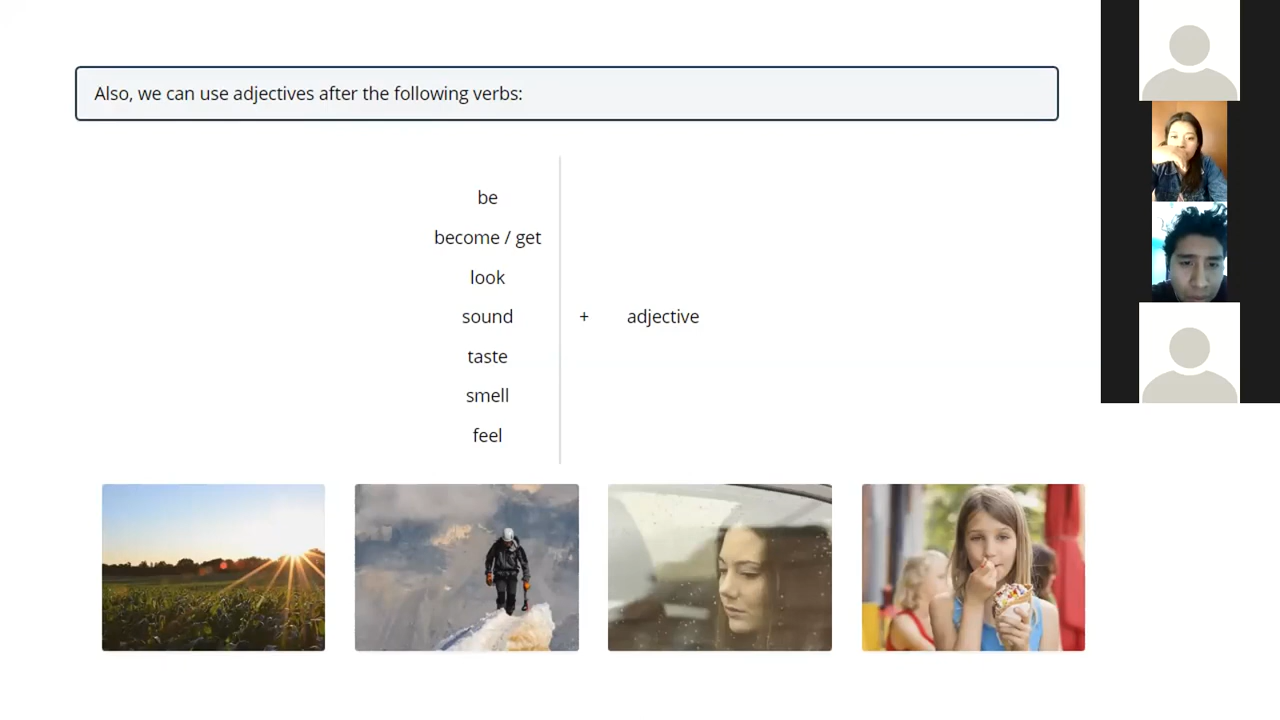 Also, we can use adjectives after the following verbs:
be
become / get
look
sound + adjective
taste
smell
feel